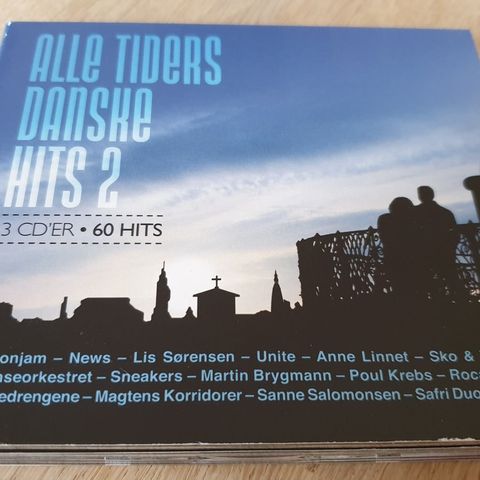 ALLE TIDERS
DANSKE
HITS 2
3 CD'ER • 60 HITS
onjam – News – Lis Sørensen – Unite – Anne Linnet – Sko &
nseorkestret – Sneakers – Martin Brygmann – Poul Krebs – Roc
edrengene – Magtens Korridorer – Sanne Salomonsen – Safri Duo